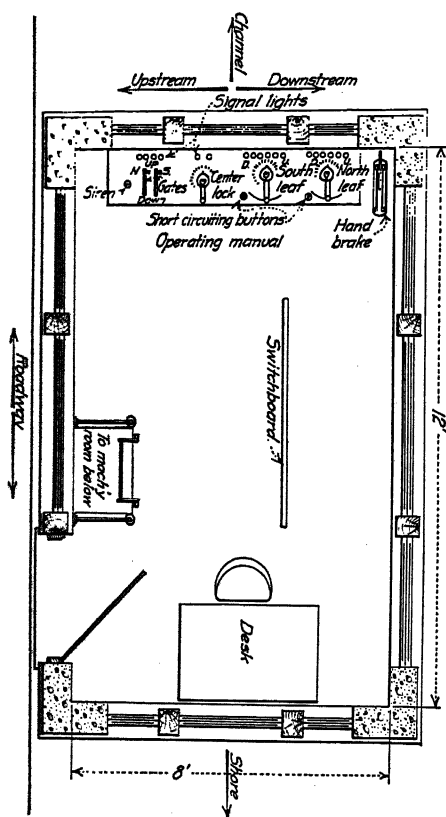 Channel
Upstream
Downstream
Signal lights
UP
N
S.
Gates
Down
Siren
Center
lock
South
leaf
North
leaf
Short circuiting buttons
Operating manual
Hand
brake
12'
Roadway
Switchboard
To mach'y
room below
Desk
8'
Shore